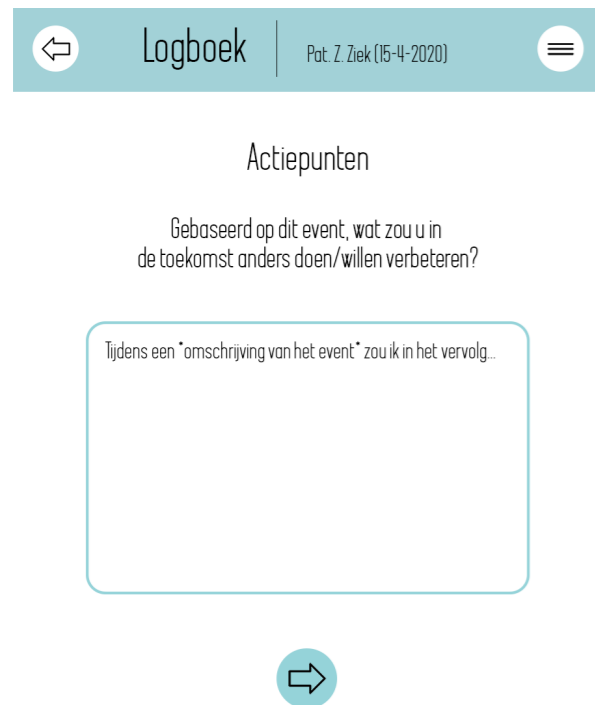 Logboek
Pat. Z. Ziek (15-4-2020)
Actiepunten
Gebaseerd op dit event, wat zou u in
de toekomst anders doen/willen verbeteren?
Tijdens een *omschrijving van het event* zou ik in het vervolg...